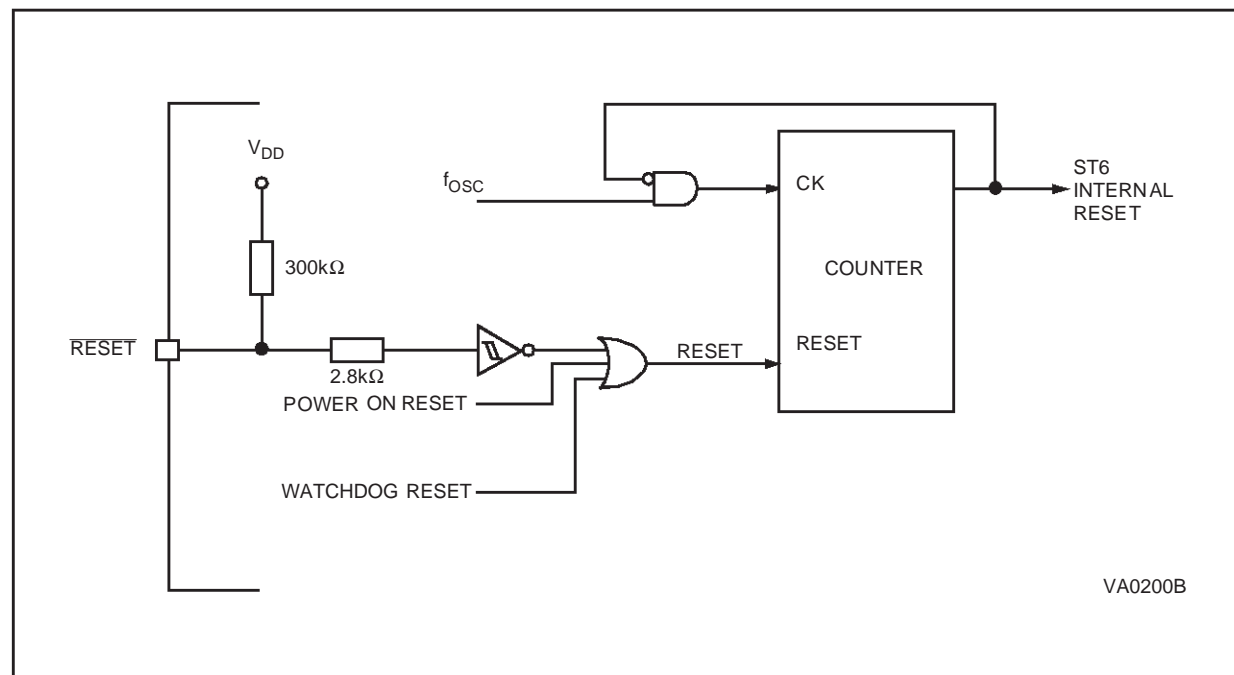 V_DD
f_OSC
CK
ST6
INTERNAL
RESET
300kΩ
COUNTER
RESET
2.8kΩ
RESET
RESET
POWER ON RESET
WATCHDOG RESET
VA0200B